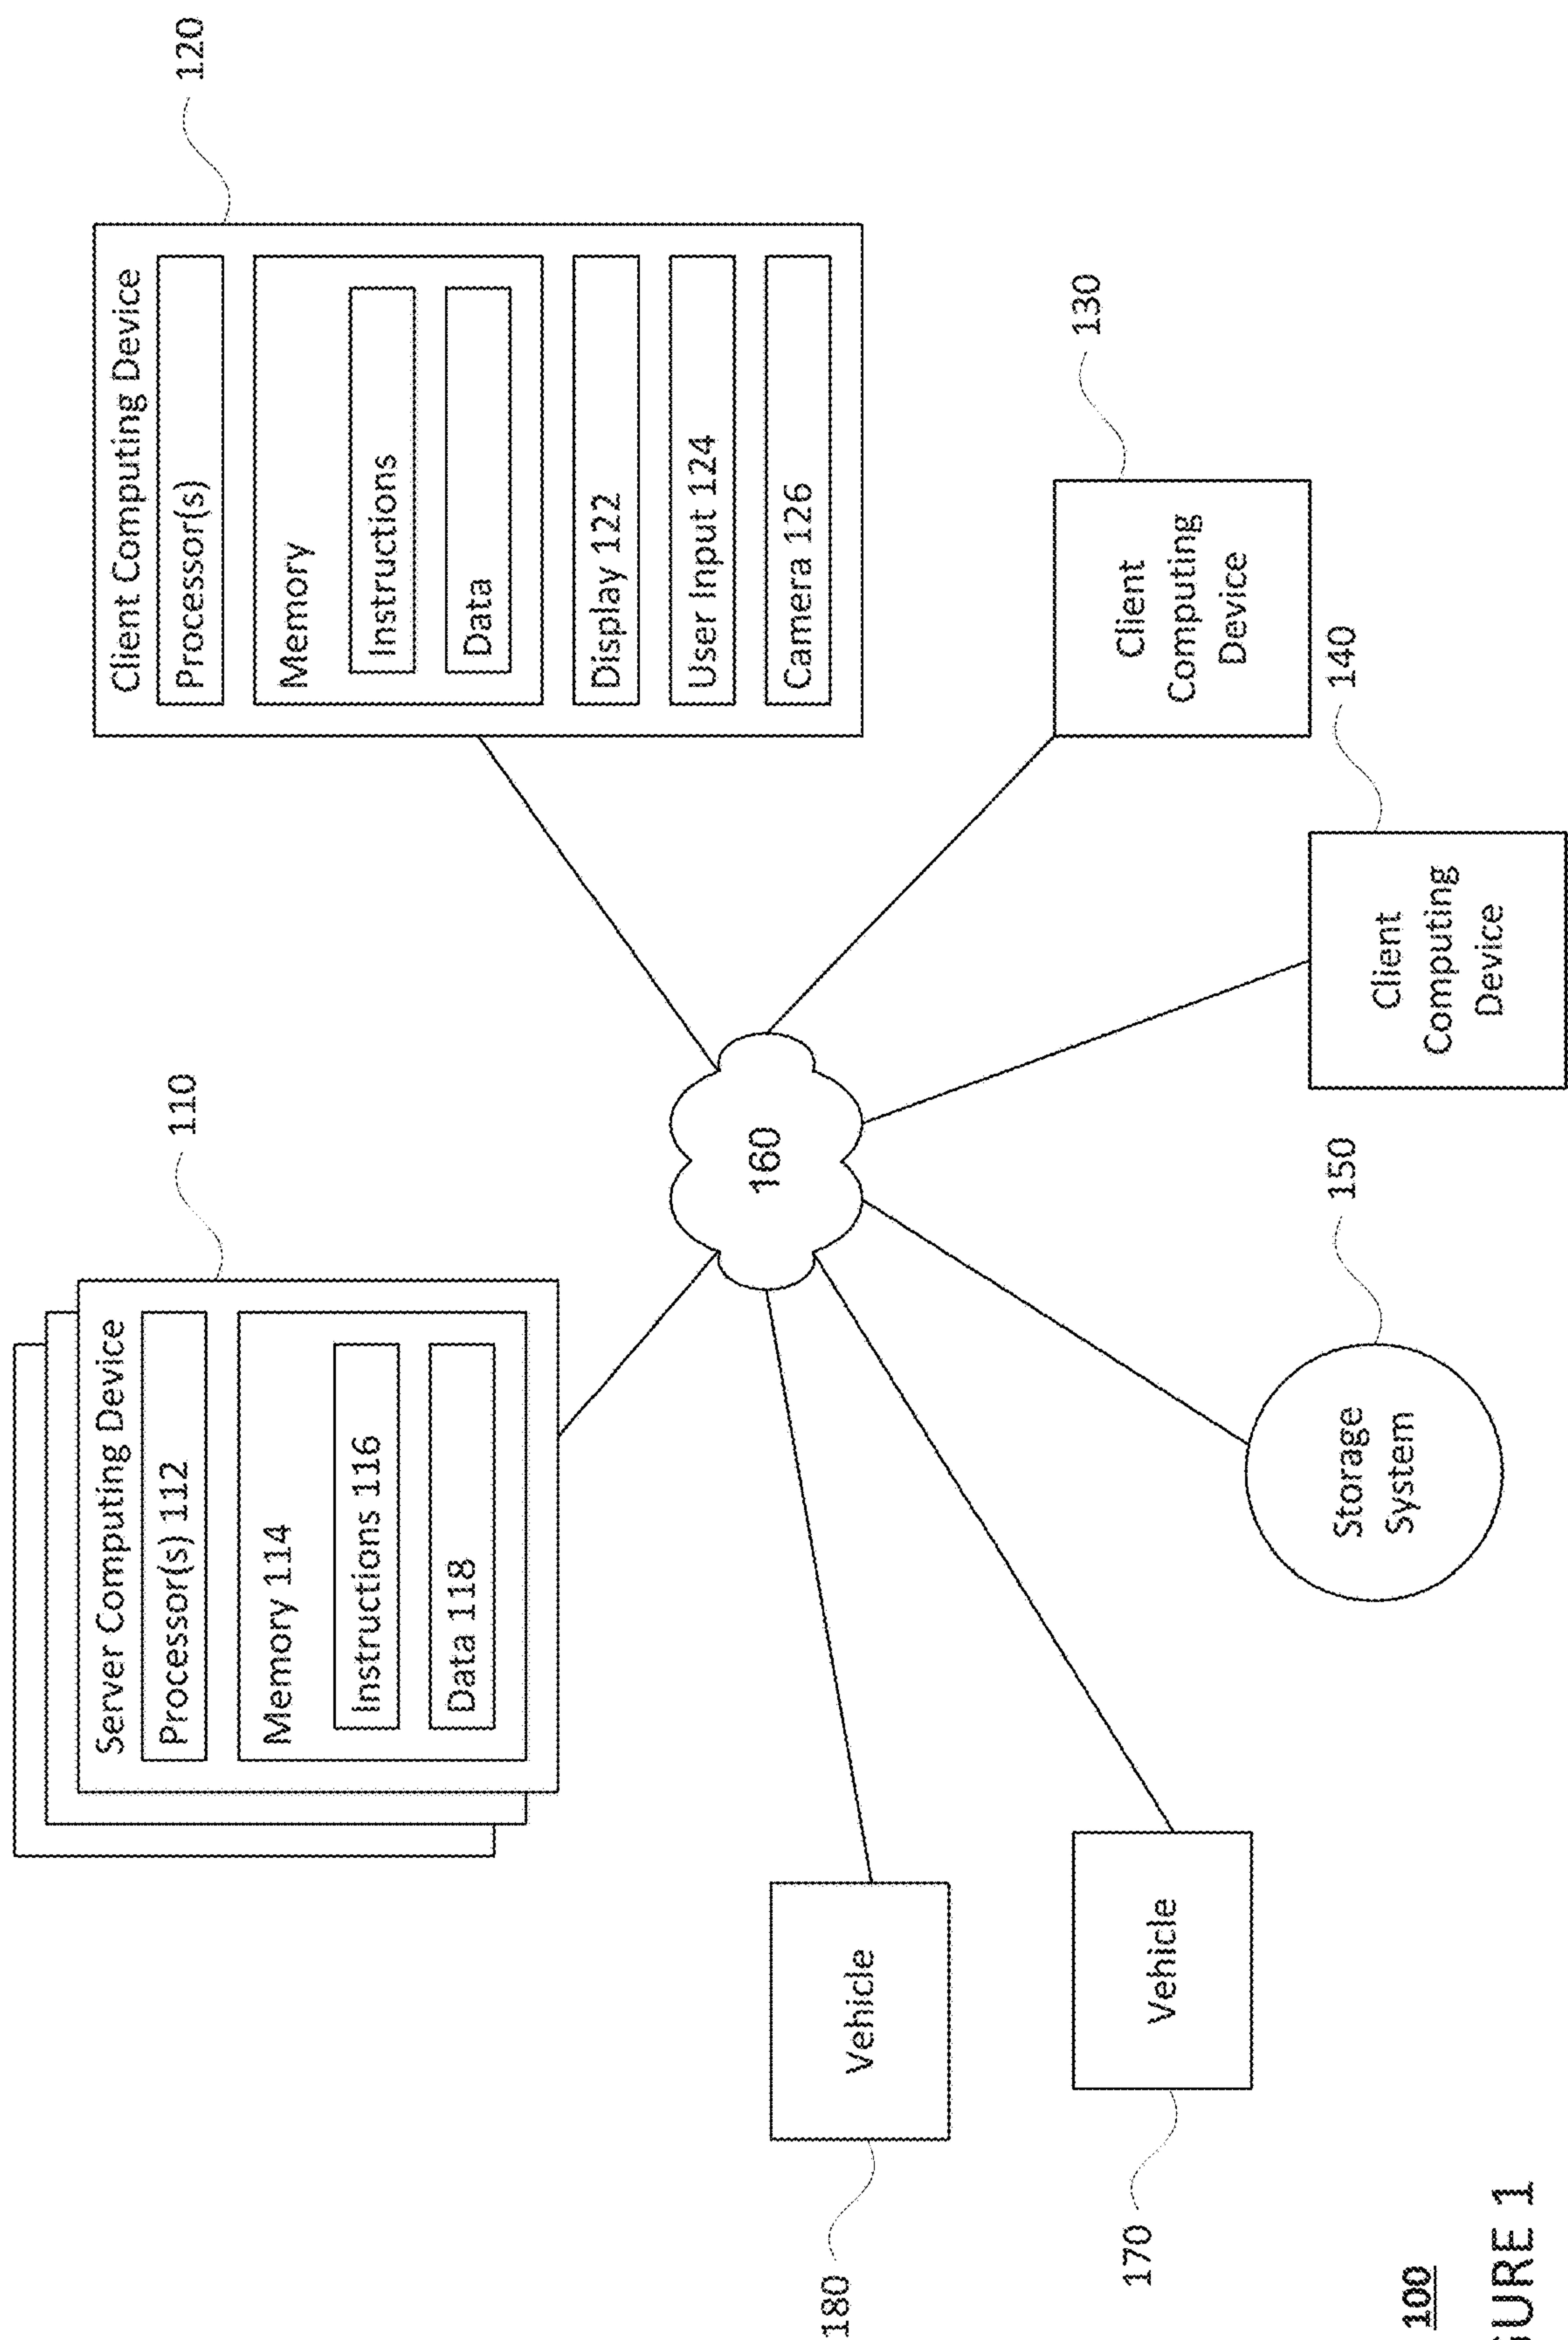 110
Server Computing Device
Processor(s) 112
Memory 114
Instructions 116
Data 118
120
Client Computing Device
Processor(s)
Memory
Instructions
Data
Display 122
User Input 124
Camera 126
160
180
Vehicle
170
Vehicle
150
Storage
System
140
Client
Computing
Device
130
Client
Computing
Device
100
GURE 1